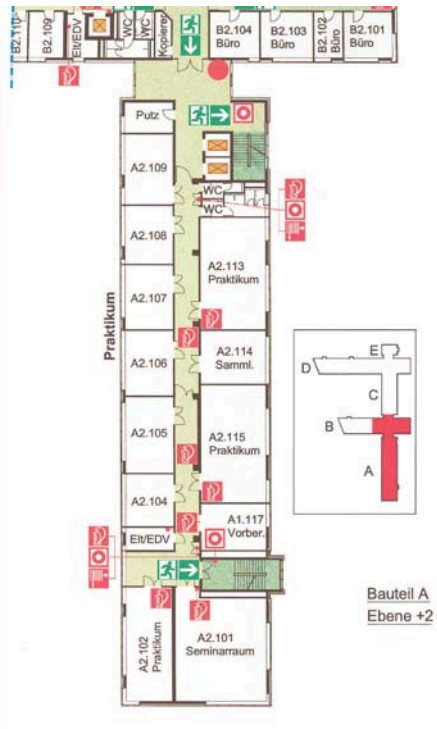 B2.110
B2.109
Elt/EDV
WC
WC
Kopierer
B2.104
Büro
B2.103
Büro
B2.102
Büro
B2.101
Büro
Putz
A2.109
WC
WC
A2.108
A2.113
Praktikum
A2.107
Praktikum
A2.106
A2.114
Samml.
A2.105
A2.115
Praktikum
A2.104
A1.117
Vorber.
Elt/EDV
A2.102
Praktikum
A2.101
Seminarraum
E
D
C
B
A
Bauteil A
Ebene +2